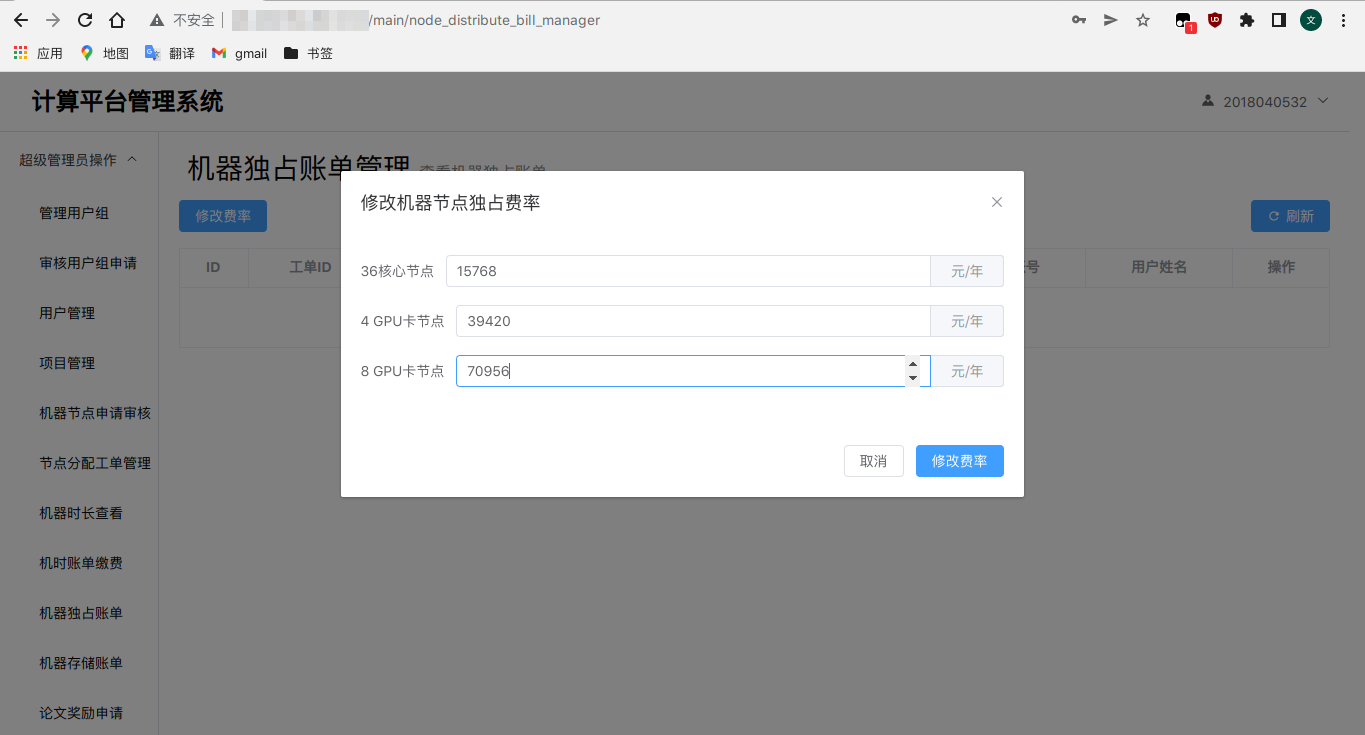 不安全 /main/node_distribute_bill_manager
1
文
应用 地图 翻译 gmail 书签
计算平台管理系统
2018040532
超级管理员操作
机器独占账单管理 查看机器独占账单
修改机器节点独占费率
管理用户组
修改费率
刷新
审核用户组申请
ID 工单ID 用户姓名 操作
36核心节点 15768 元/年
用户管理
4 GPU卡节点 39420 元/年
项目管理
8 GPU卡节点 70956 元/年
机器节点申请审核
节点分配工单管理
取消 修改费率
机器时长查看
机时账单缴费
机器独占账单
机器存储账单
论文奖励申请